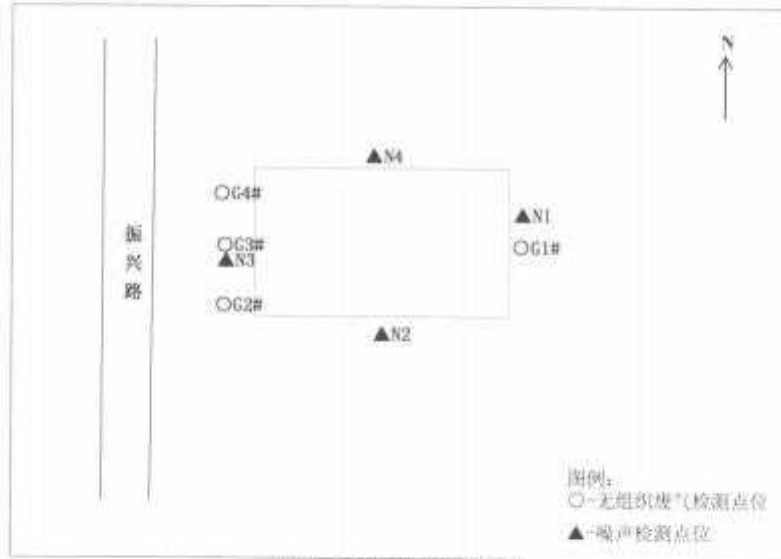 N
▲N4
○G4#
▲N1
振兴路
○G3#
○G1#
▲N3
○G2#
▲N2
图例:
○-无组织废气检测点位
▲-噪声检测点位